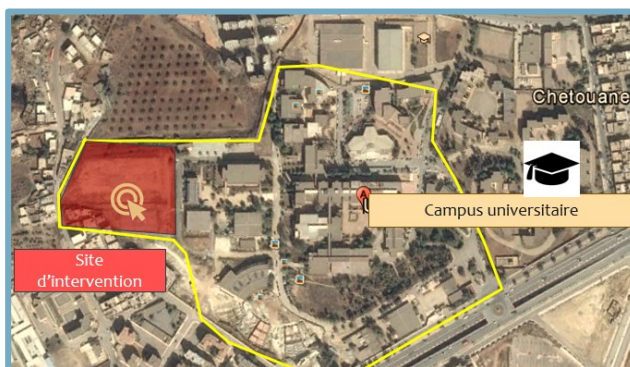 Chetouane
A
Campus universitaire
Site
d'intervention